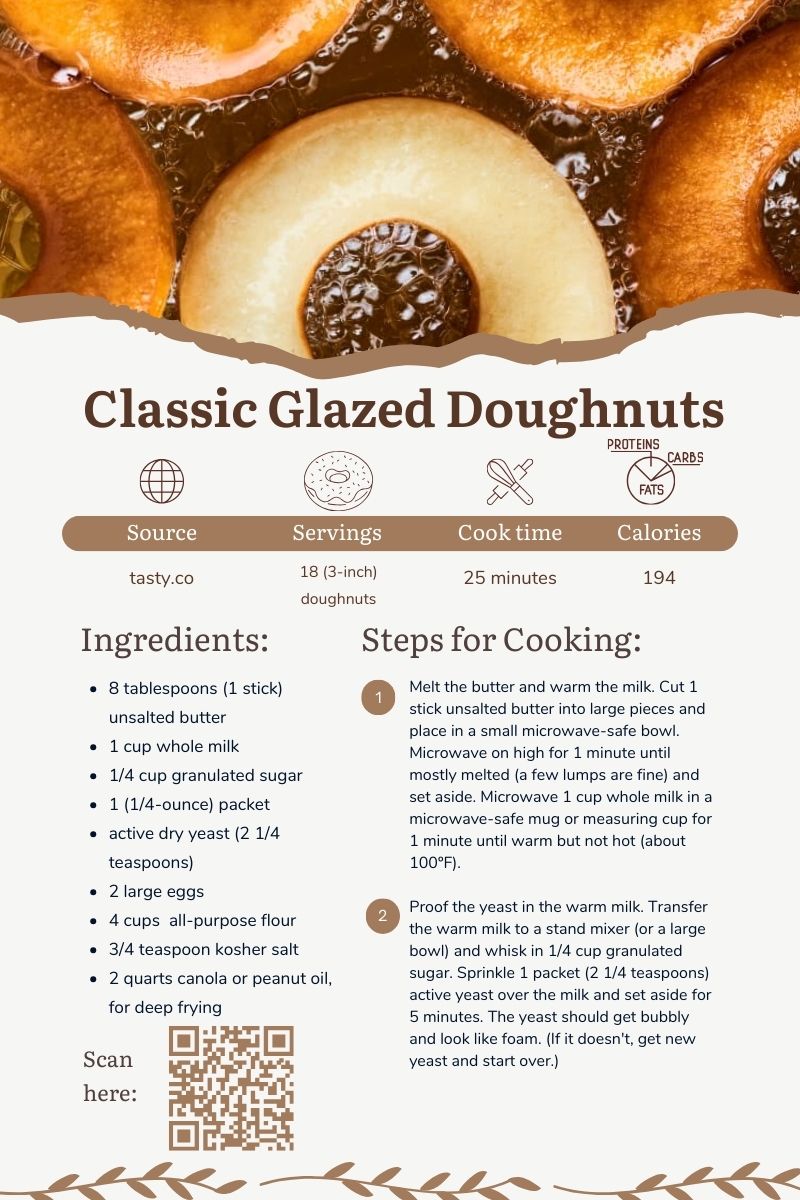 Classic Glazed Doughnuts
PROTEINS
CARBS
FATS
Source
Servings
Cook time
Calories
tasty.co
18 (3-inch)
doughnuts
25 minutes
194
Ingredients:
• 8 tablespoons (1 stick)
unsalted butter
• 1 cup whole milk
• 1/4 cup granulated sugar
• 1 (1/4-ounce) packet
• active dry yeast (2 1/4
teaspoons)
• 2 large eggs
• 4 cups  all-purpose flour
• 3/4 teaspoon kosher salt
• 2 quarts canola or peanut oil,
for deep frying
Scan
here:
Steps for Cooking:
1
Melt the butter and warm the milk. Cut 1
stick unsalted butter into large pieces and
place in a small microwave-safe bowl.
Microwave on high for 1 minute until
mostly melted (a few lumps are fine) and
set aside. Microwave 1 cup whole milk in a
microwave-safe mug or measuring cup for
1 minute until warm but not hot (about
100ºF).
2
Proof the yeast in the warm milk. Transfer
the warm milk to a stand mixer (or a large
bowl) and whisk in 1/4 cup granulated
sugar. Sprinkle 1 packet (2 1/4 teaspoons)
active yeast over the milk and set aside for
5 minutes. The yeast should get bubbly
and look like foam. (If it doesn't, get new
yeast and start over.)